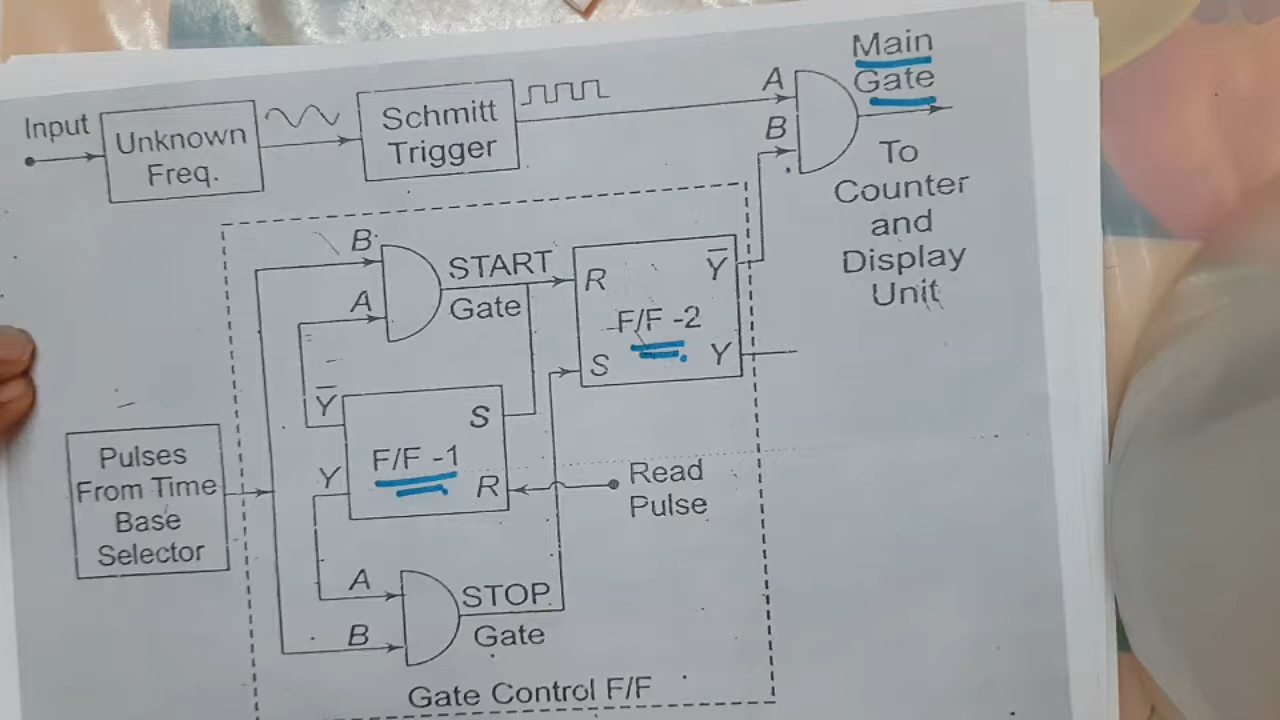 Main
Gate
Input
Unknown
Freq.
Schmitt
Trigger
A
B
To
Counter
and
Display
Unit
B
A
START
Gate
R
Y̅
F/F -2
S
Y
Y̅
S
F/F -1
Y
R
Read
Pulse
Pulses
From Time
Base
Selector
A
B
STOP
Gate
Gate Control F/F